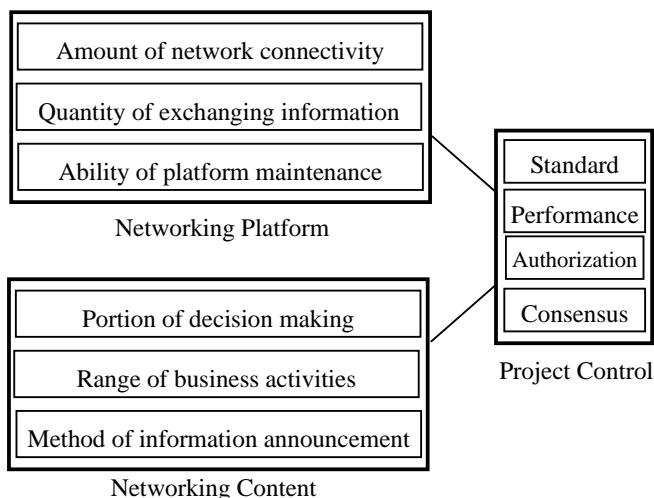 Amount of network connectivity
Quantity of exchanging information
Ability of platform maintenance
Networking Platform
Portion of decision making
Range of business activities
Method of information announcement
Networking Content
Standard
Performance
Authorization
Consensus
Project Control